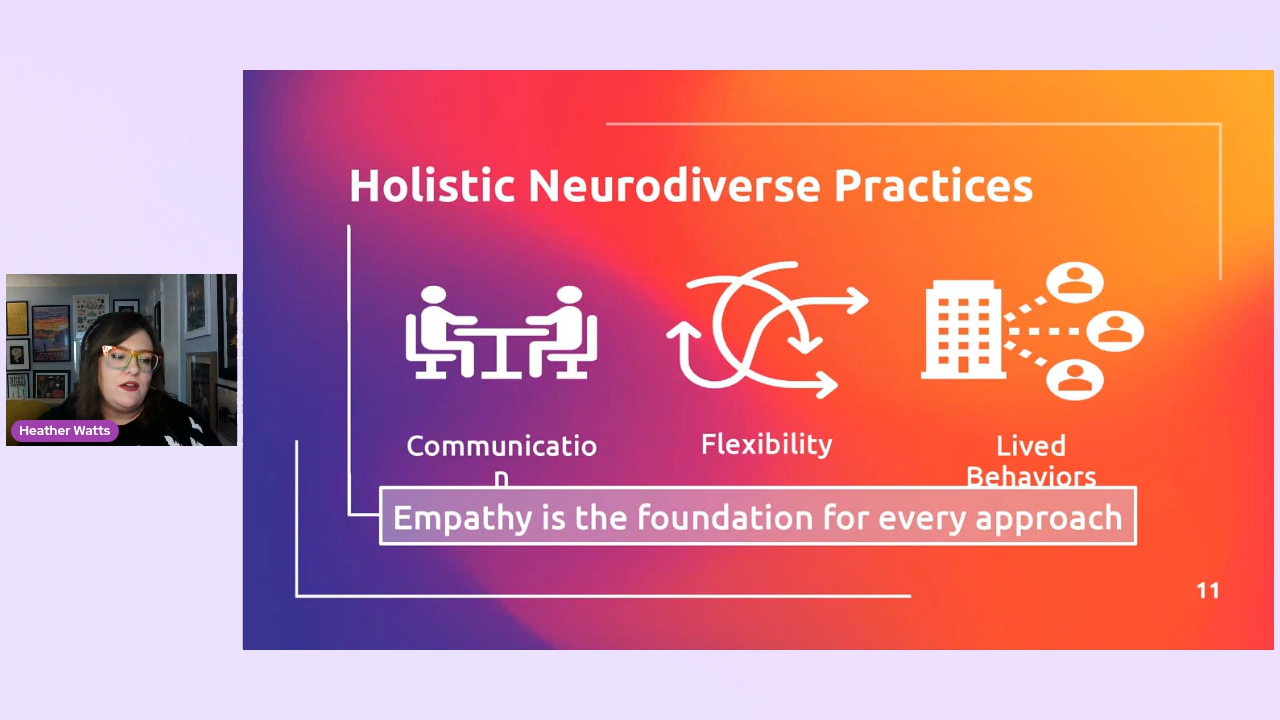 Holistic Neurodiverse Practices
Communicatio
n
Flexibility
Lived
Behaviors
Empathy is the foundation for every approach
11
Heather Watts